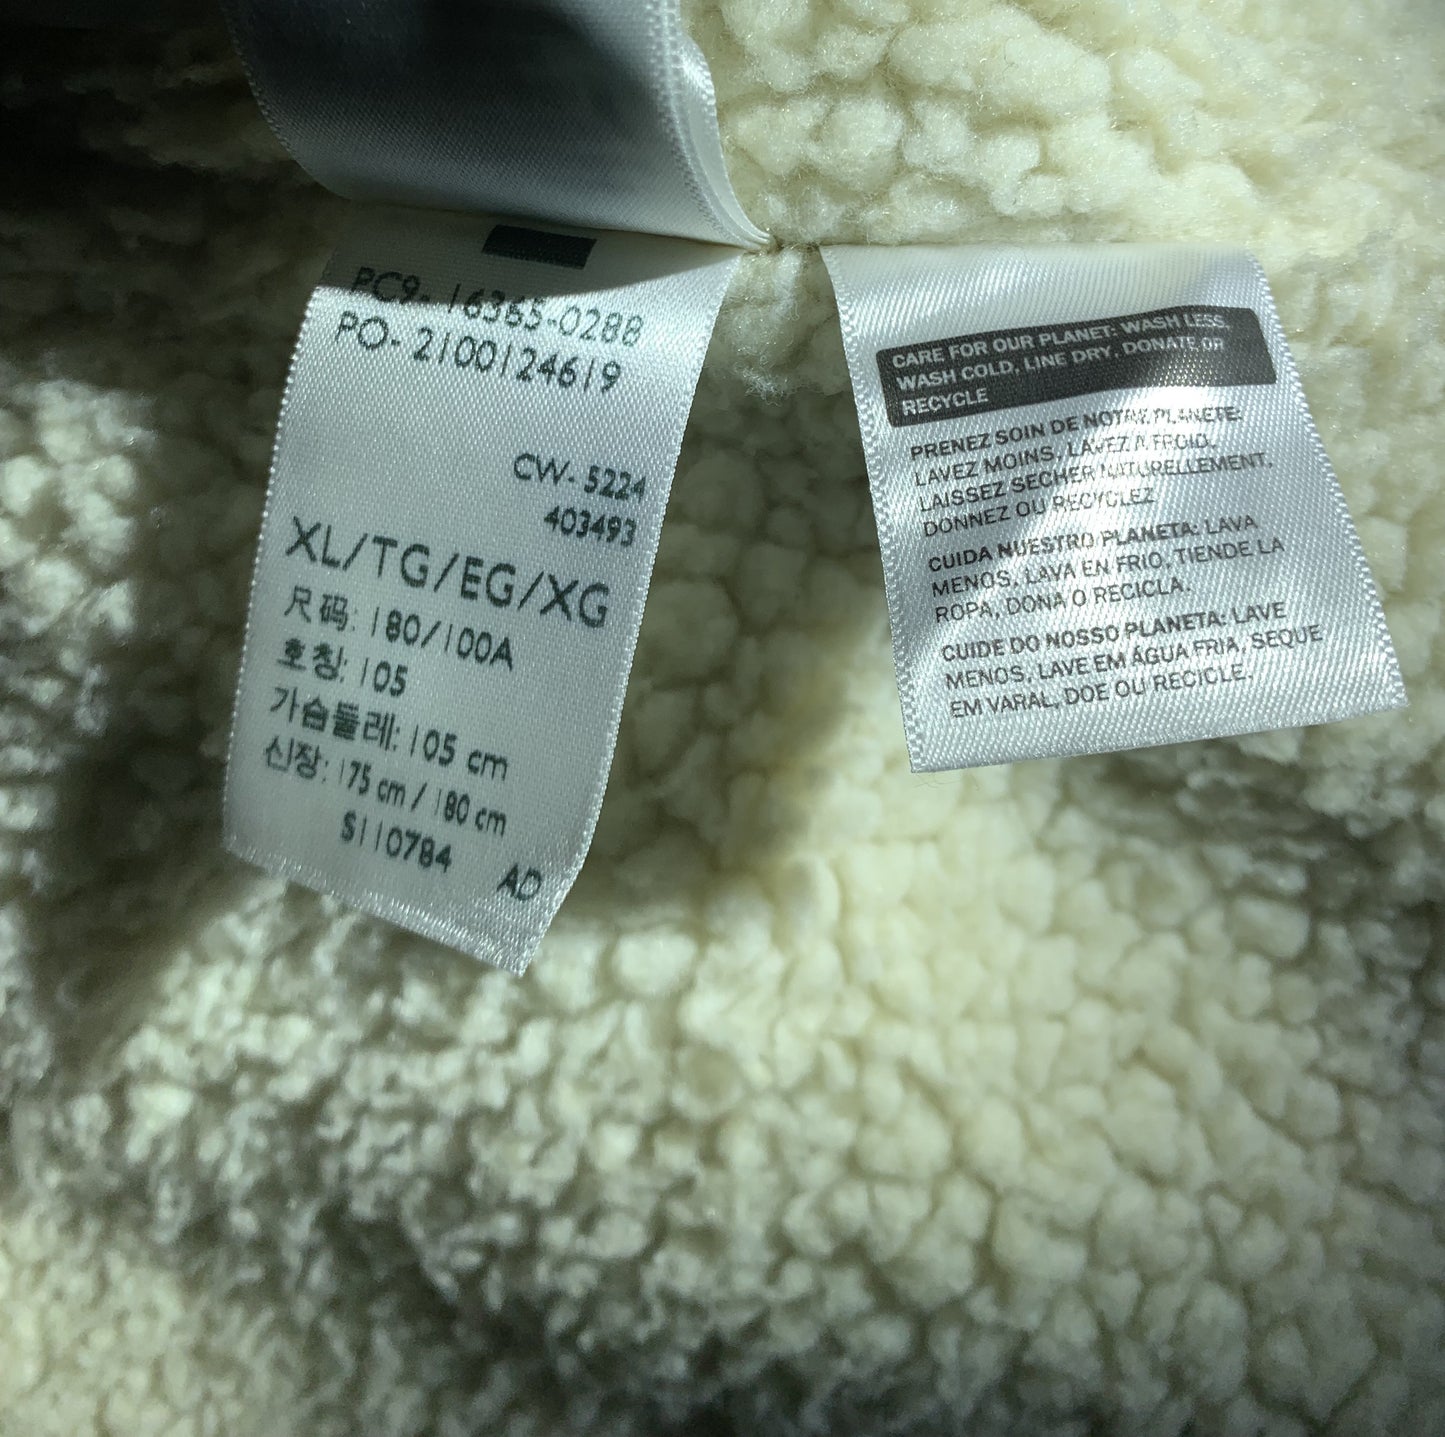 PC9- 16365-0288
PO- 2100124619
CW- 5224
403493
XL/TG/EG/XG
尺码: 180/100A
호칭: 105
가슴둘레: 105 cm
신장: 175 cm / 180 cm
S110784
AD
CARE FOR OUR PLANET: WASH LESS,
WASH COLD, LINE DRY, DONATE OR
RECYCLE
PRENEZ SOIN DE NOTRE PLANETE:
LAVEZ MOINS, LAVEZ A FROID,
LAISSEZ SECHER NATURELLEMENT,
DONNEZ OU RECYCLEZ
CUIDA NUESTRO PLANETA: LAVA
MENOS, LAVA EN FRIO, TIENDE LA
ROPA, DONA O RECICLA.
CUIDE DO NOSSO PLANETA: LAVE
MENOS, LAVE EM ÁGUA FRIA, SEQUE
EM VARAL, DOE OU RECICLE.